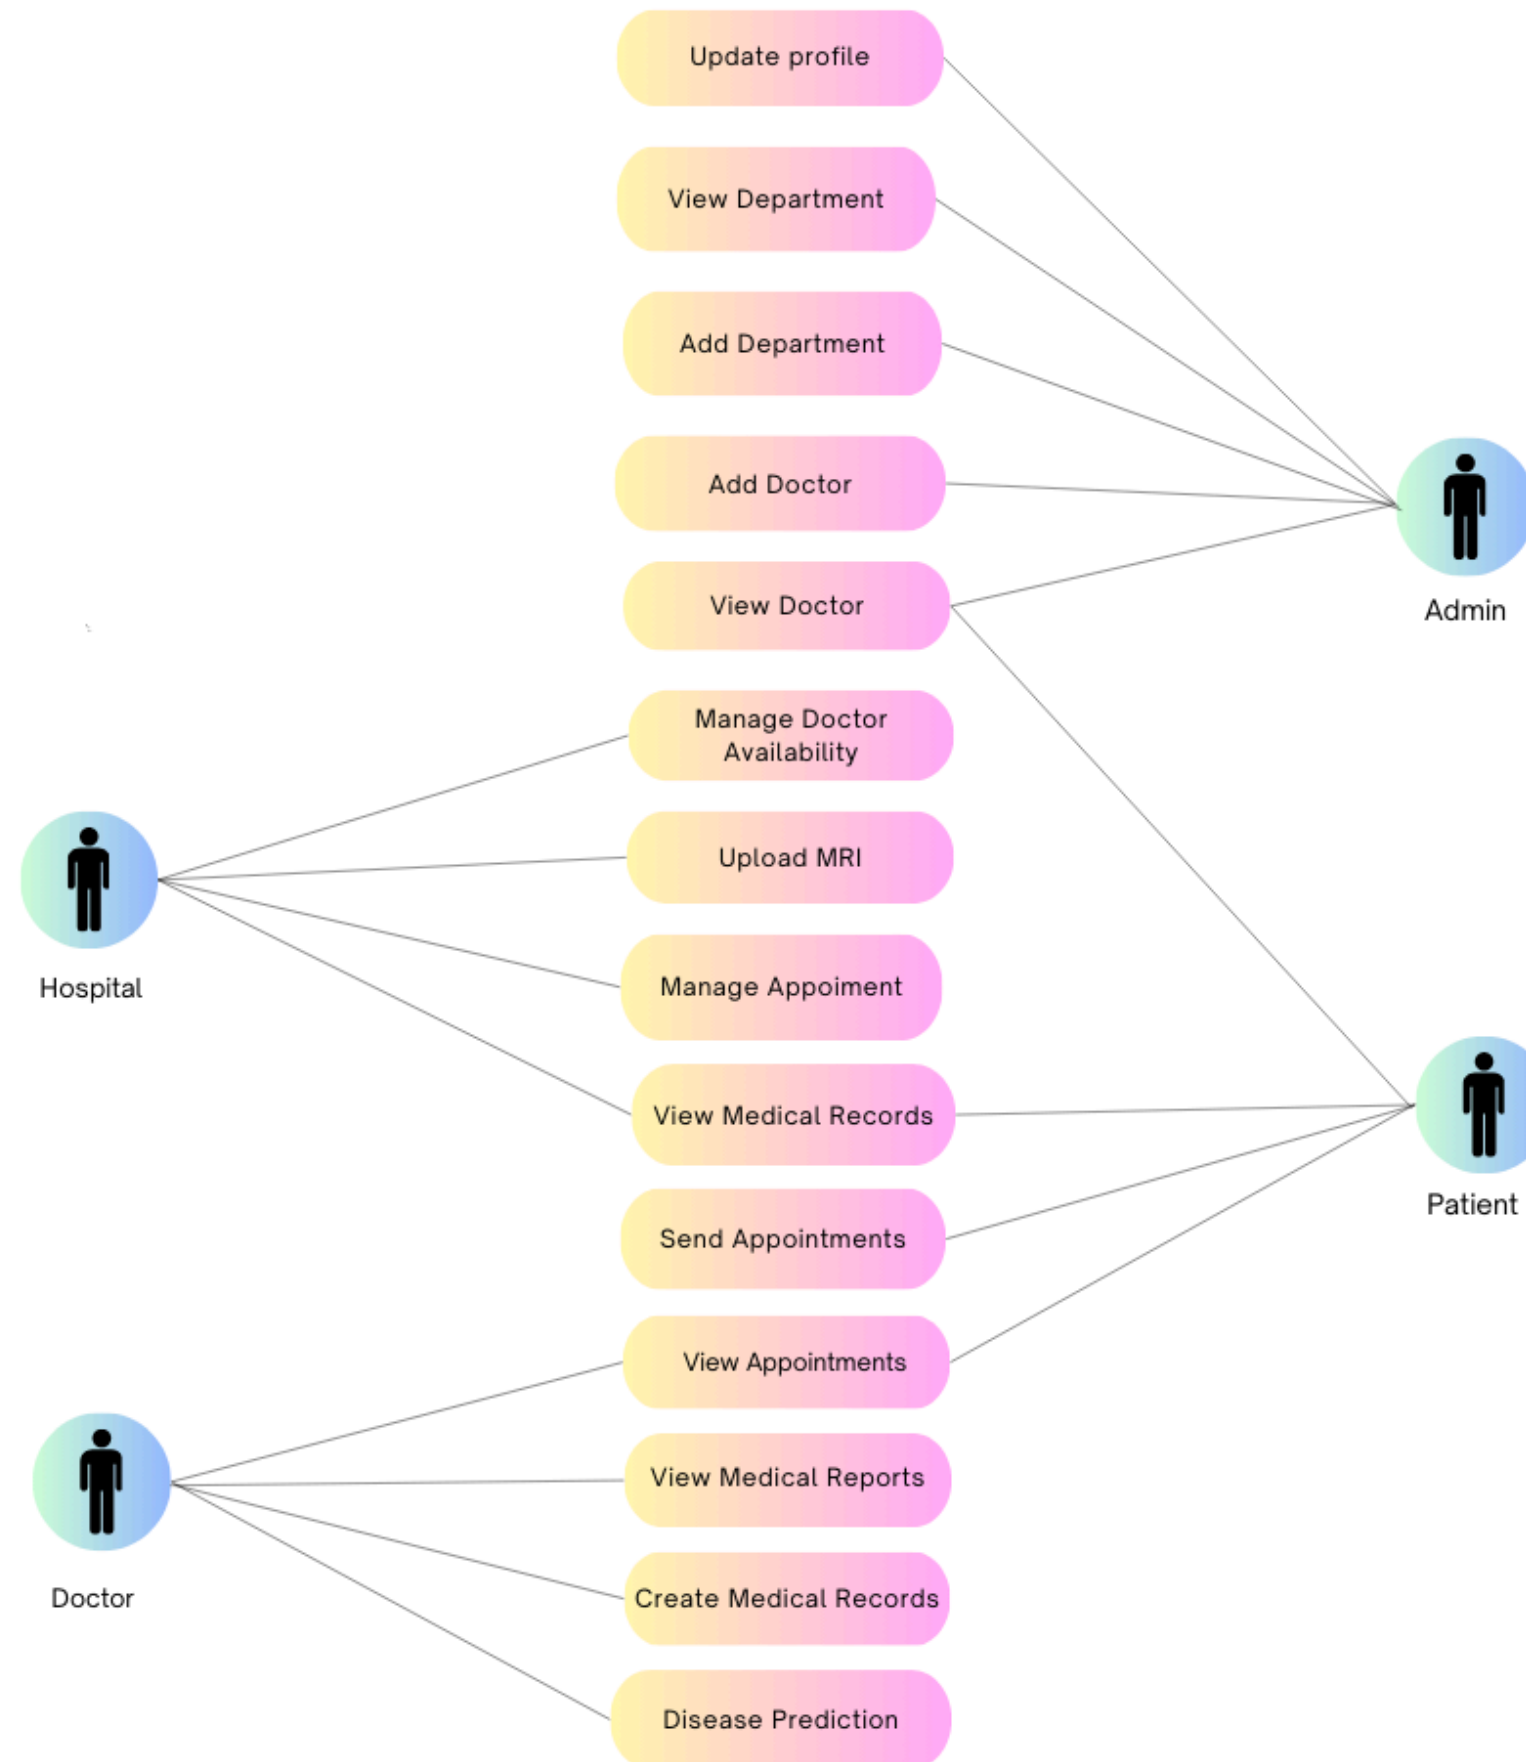 Update profile
View Department
Add Department
Add Doctor
View Doctor
Admin
Manage Doctor
Availability
Upload MRI
Hospital
Manage Appoiment
View Medical Records
Patient
Send Appointments
View Appointments
View Medical Reports
Doctor
Create Medical Records
Disease Prediction